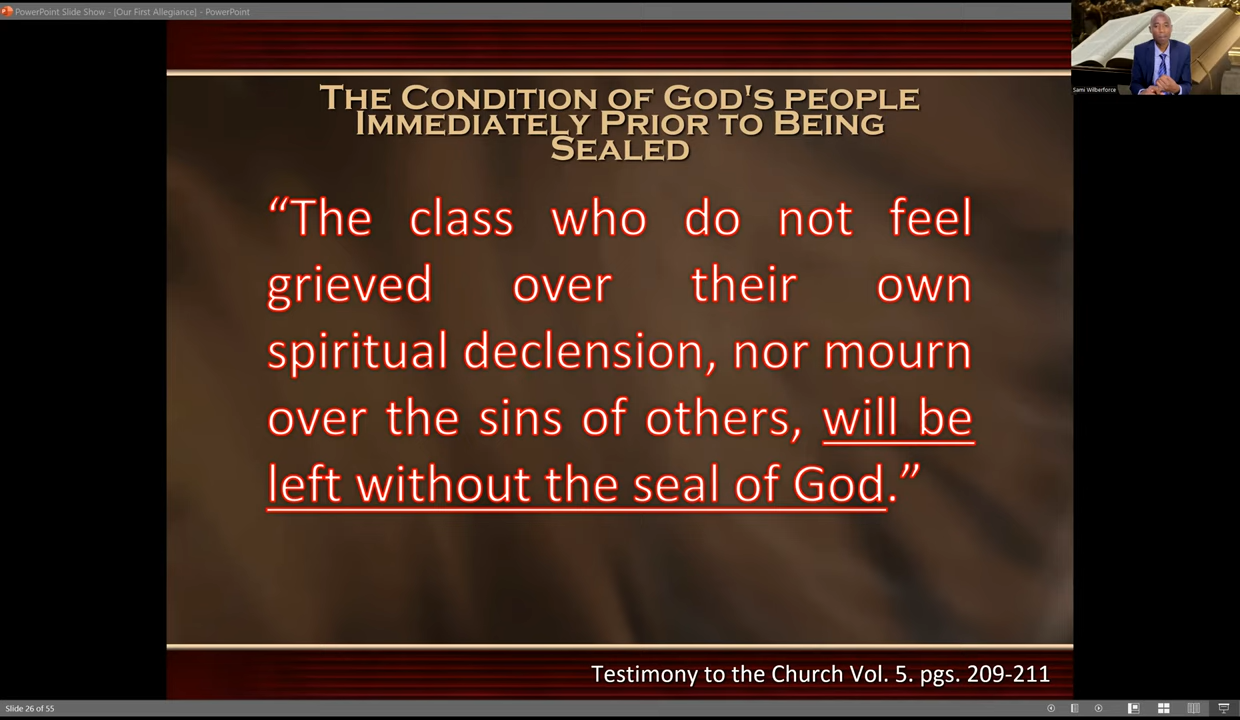 PowerPoint Slide Show - [Our First Allegiance] - PowerPoint
Sami Wilberforce
The Condition of God's people
Immediately Prior to Being
Sealed
“The class who do not feel
grieved over their own
spiritual declension, nor mourn
over the sins of others, will be
left without the seal of God.”
Testimony to the Church Vol. 5. pgs. 209-211
Slide 26 of 55